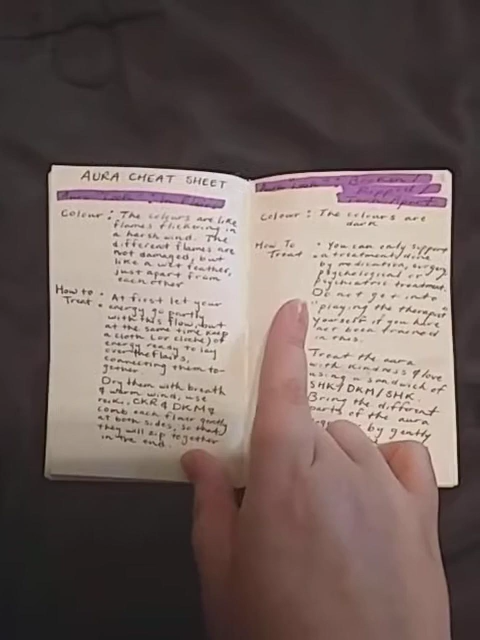 AURA CHEAT SHEET
Colour : The colours are like
flames flickering in
a harsh wind. The
different flames are
not damaged, but
like a wet feather,
just apart from
each other
How to
Treat : At first let your
energy go partly
with this flow, but
at the same time keep
a cloth (or cliché) of
energy ready to lay
over the flaits,
connecting them to-
gether.
Dry them with breath
& warm wind, use
reiki, CKR & DKM &
comb each flour gently
at both sides, so that
they will zip together
in the end.
Colour : The colours are
dark
How To
Treat : You can only support
a treatment done
by medication, surgery
psychological or
psychiatric treatment.
Do not get into
"playing the therapist
yourself if you have
not been trained
in this.
Treat the aura
with kindness & love
using a sandwich of
SHK/DKM/SHK.
Bring the different
parts of the aura
by gently